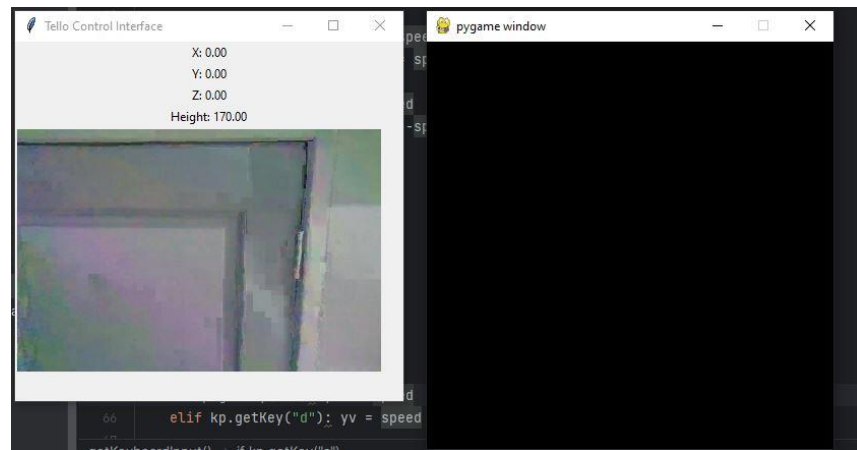 Tello Control Interface
X: 0.00
Y: 0.00
Z: 0.00
Height: 170.00
pygame window
66 elif kp.getKey("d"): yv = speed